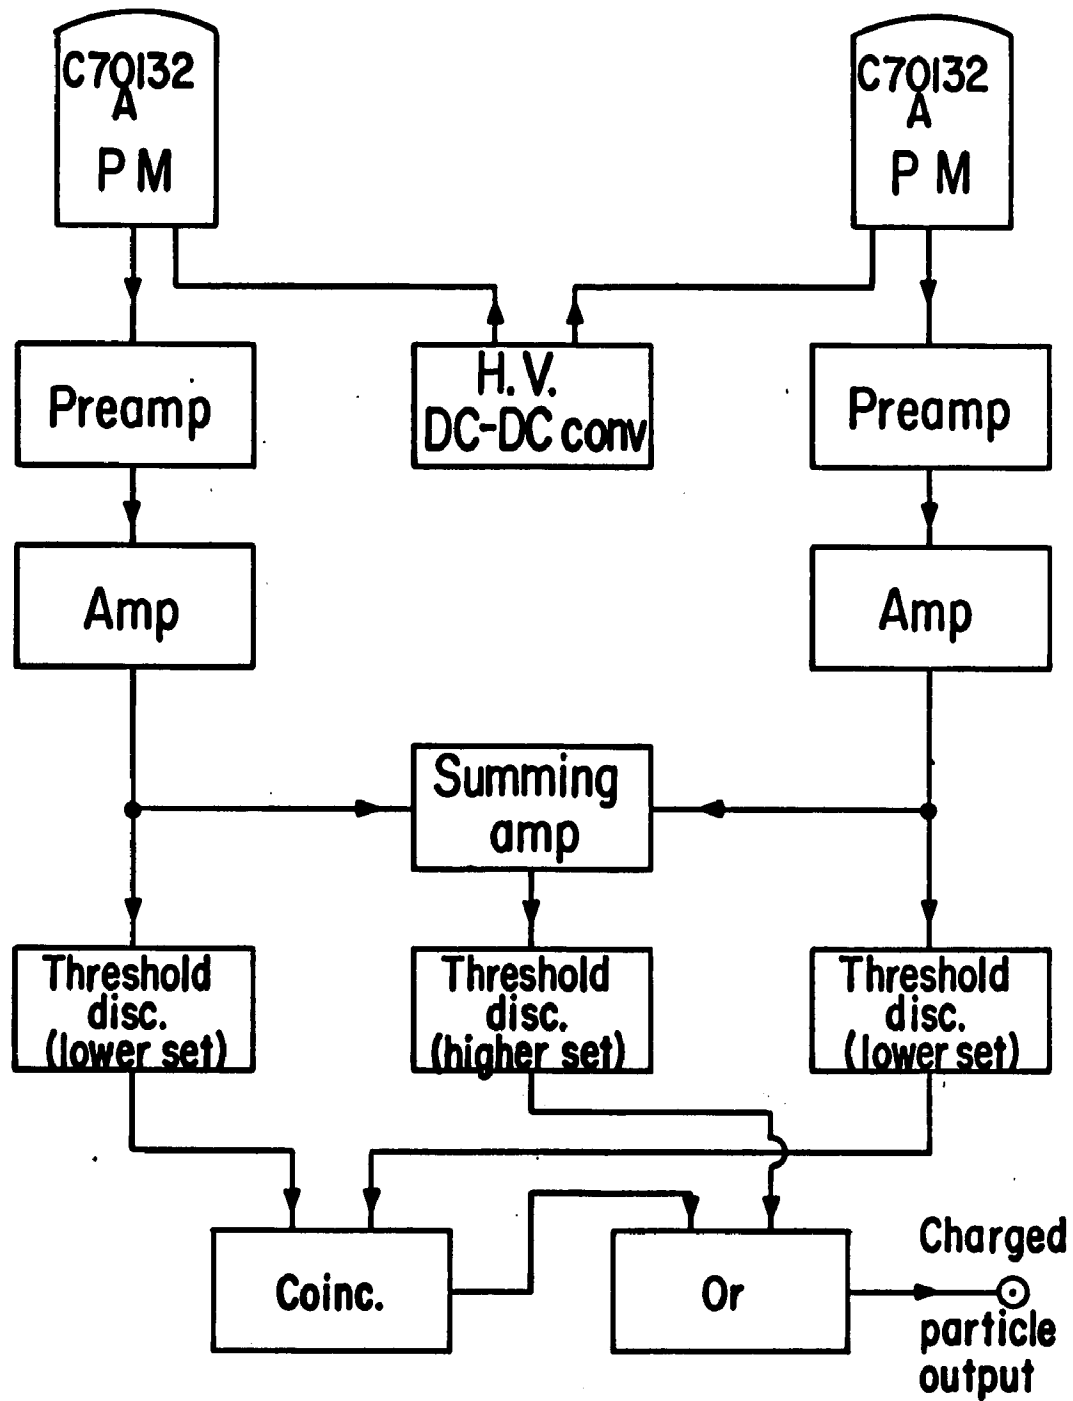 C70132
A
PM
C70132
A
PM
Preamp
H.V.
DC-DC conv
Preamp
Amp
Amp
Summing
amp
Threshold
disc.
(lower set)
Threshold
disc.
(higher set)
Threshold
disc.
(lower set)
Coinc.
Or
Charged
particle
output